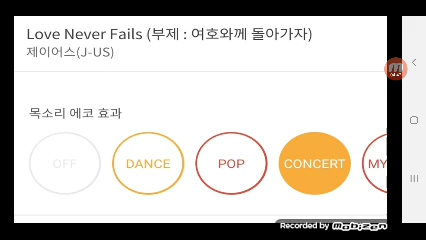 Love Never Fails (부제 : 여호와께 돌아가자)
제이어스(J-US)
목소리 에코 효과
OFF
DANCE
POP
CONCERT
MY
Recorded by mobizen